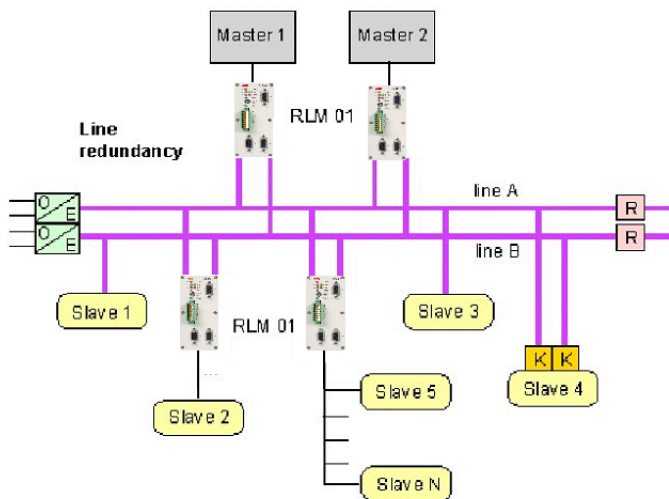 Master 1
Master 2
RLM 01
Line
redundancy
line A
O
E
R
O
E
R
line B
Slave 1
RLM 01
Slave 3
K
K
Slave 4
...
Slave 5
Slave 2
Slave N